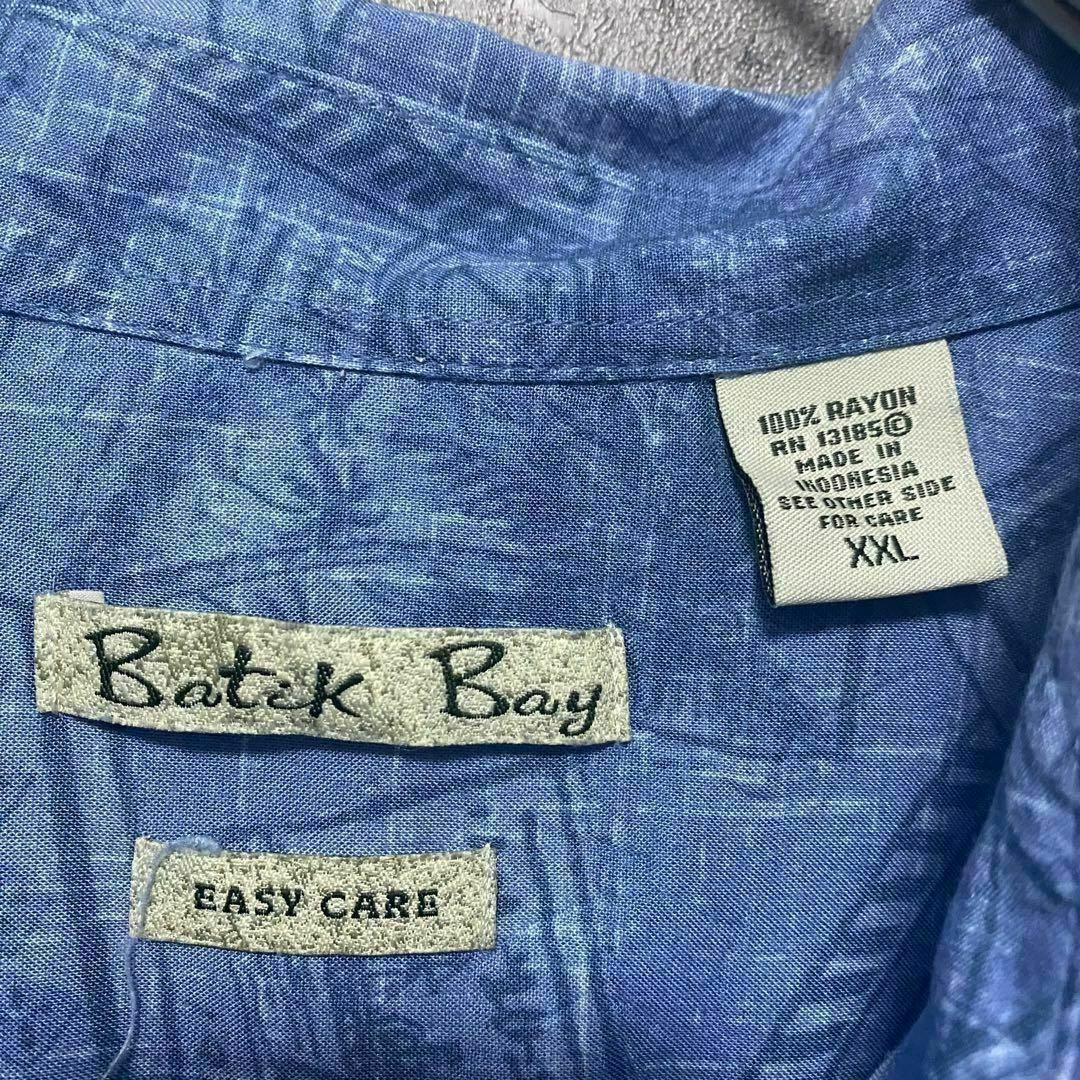 100% RAYON
RN 13185©
MADE IN
INDONESIA
SEE OTHER SIDE
FOR CARE
XXL
Batik Bay
EASY CARE